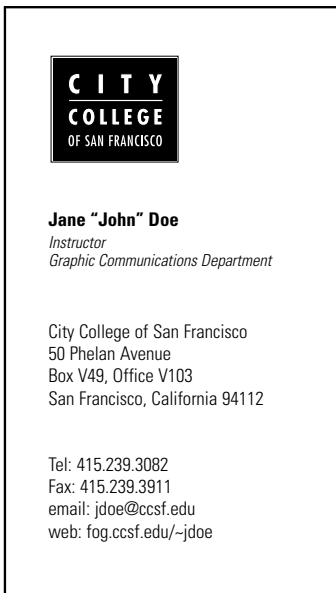 CITY
COLLEGE
OF SAN FRANCISCO
Jane “John” Doe
Instructor
Graphic Communications Department
City College of San Francisco
50 Phelan Avenue
Box V49, Office V103
San Francisco, California 94112
Tel: 415.239.3082
Fax: 415.239.3911
email: jdoe@ccsf.edu
web: fog.ccsf.edu/~jdoe